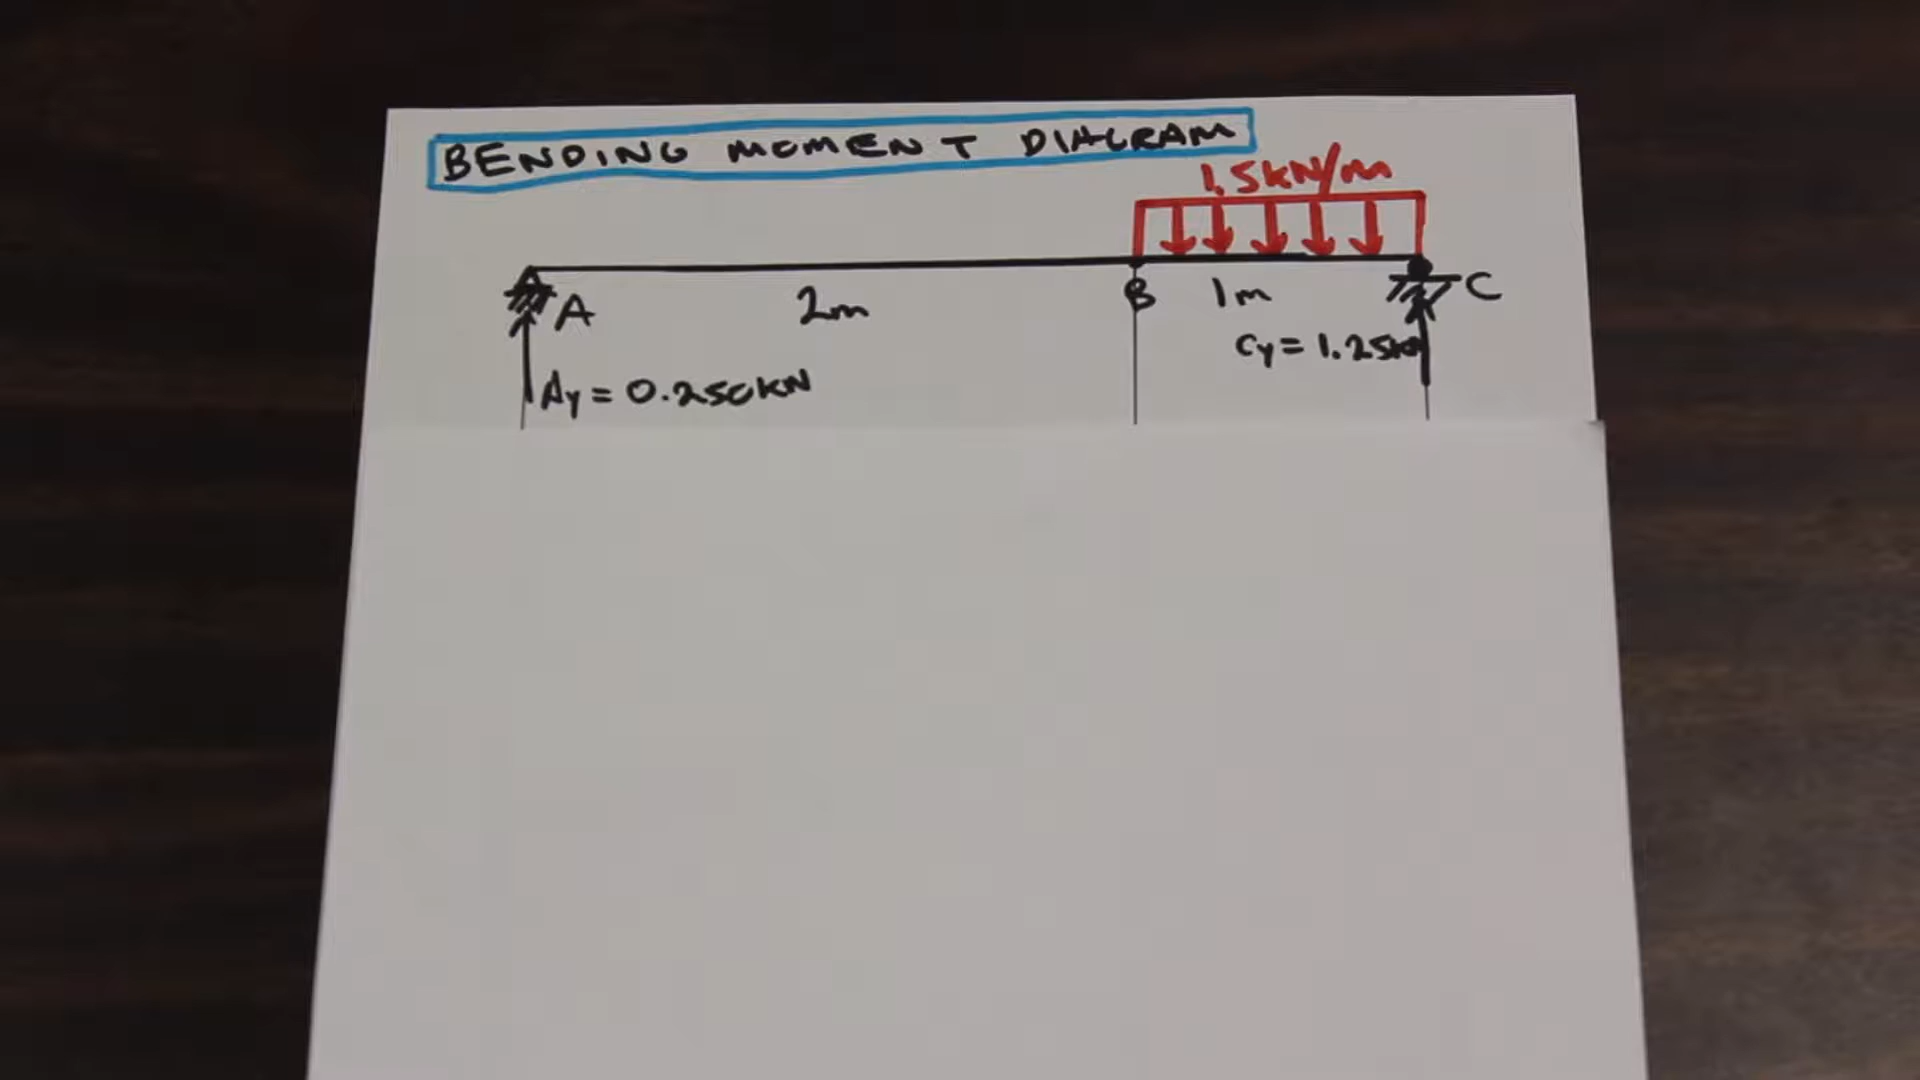 BENDING MOMENT DIAGRAM
1.5kN/m
A 2m B 1m C
Cy = 1.25kN
Ay = 0.250kN